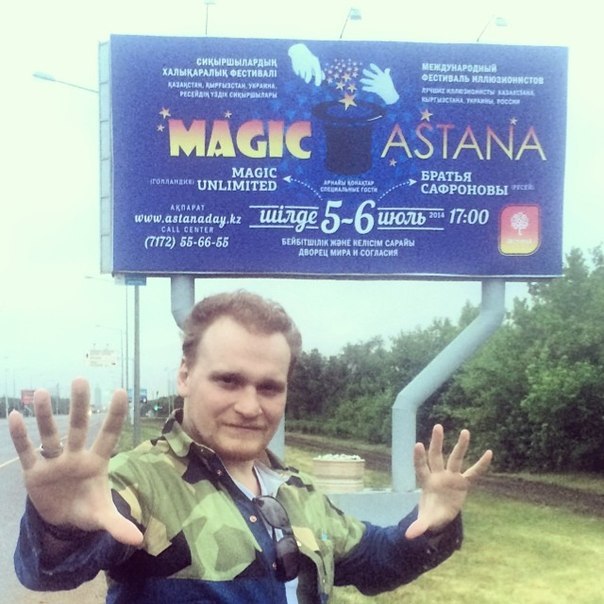 СИҚЫРШЫЛАРДЫҢ
ХАЛЫҚАРАЛЫҚ ФЕСТИВАЛІ
ҚАЗАҚСТАН, ҚЫРҒЫЗСТАН, УКРАИНА,
РЕСЕЙДІҢ ҮЗДІК СИҚЫРШЫЛАРЫ
МЕЖДУНАРОДНЫЙ
ФЕСТИВАЛЬ ИЛЛЮЗИОНИСТОВ
ЛУЧШИЕ ИЛЛЮЗИОНИСТЫ КАЗАХСТАНА,
КЫРГЫЗСТАНА, УКРАИНЫ, РОССИИ
MAGIC ASTANA
MAGIC
(ГОЛЛАНДИЯ) UNLIMITED
АРНАЙЫ ҚОНАҚТАР
СПЕЦИАЛЬНЫЕ ГОСТИ
БРАТЬЯ
САФРОНОВЫ (РЕСЕЙ)
АҚПАРАТ
www.astanaday.kz
CALL CENTER
(7172) 55-66-55
шілде 5-6 июль 2014 17:00
БЕЙБІТШІЛІК ЖӘНЕ КЕЛІСІМ САРАЙЫ
ДВОРЕЦ МИРА И СОГЛАСИЯ